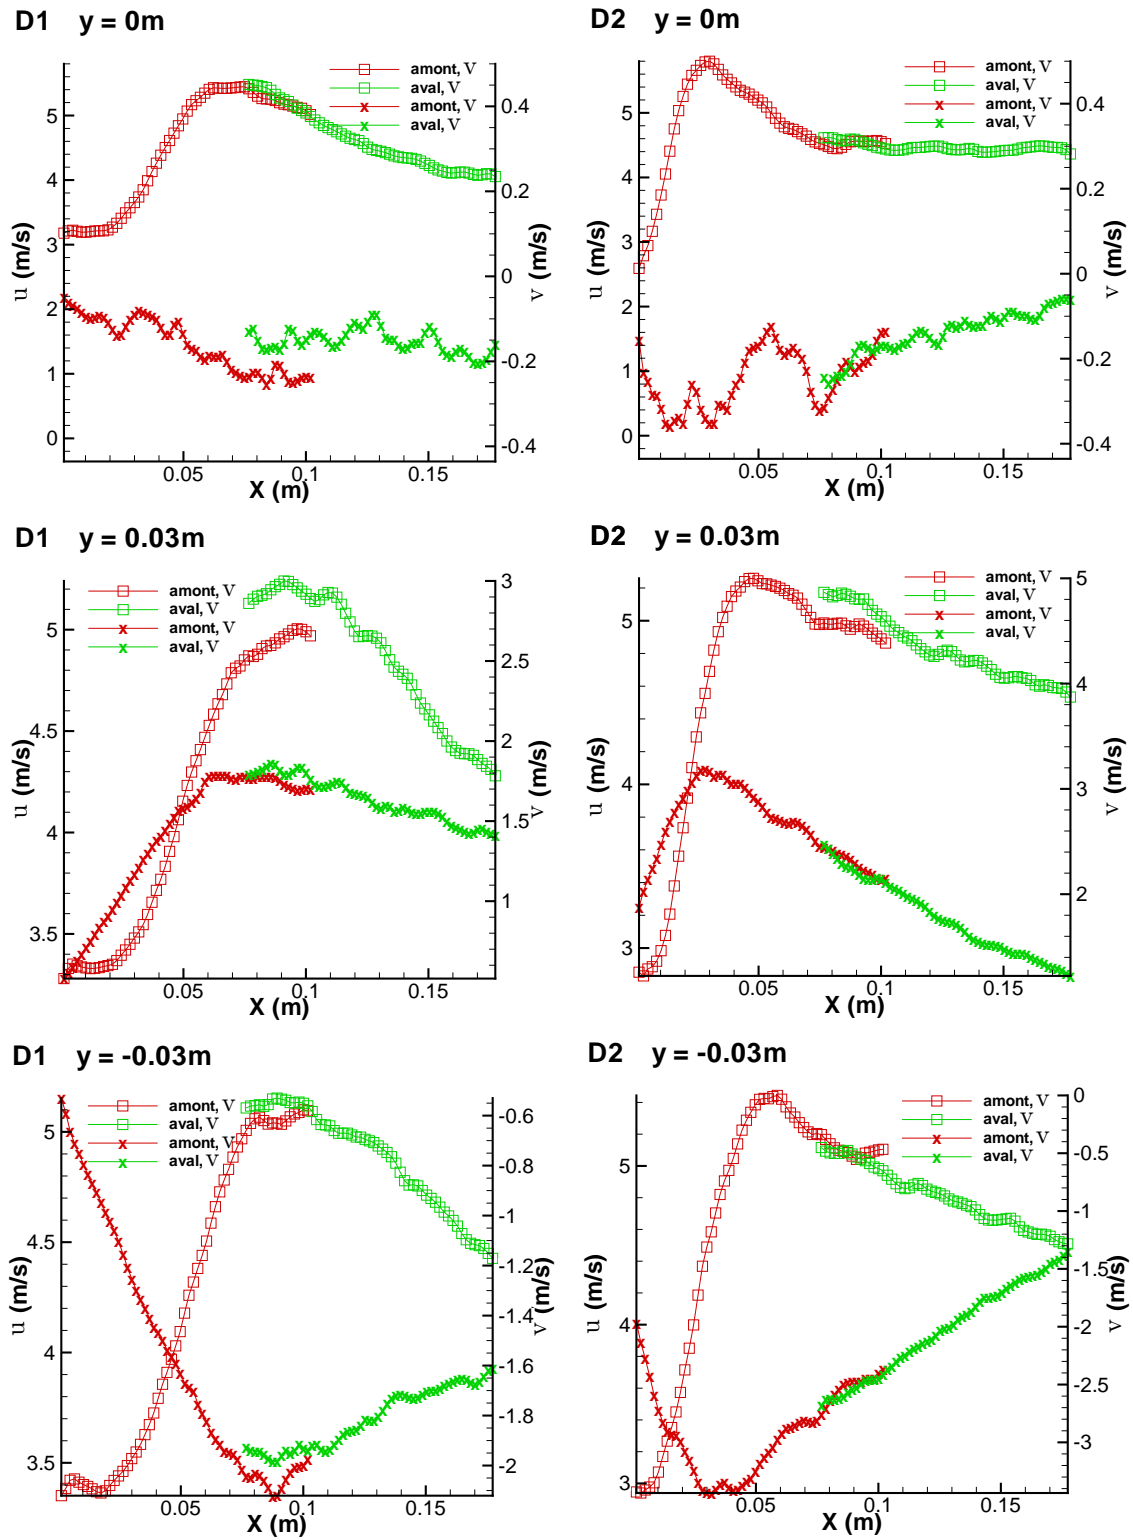 D1 y = 0m
amont, V
aval, V
amont, V
aval, V
5
4
3
2
1
0
u (m/s)
0.4
0.2
0
-0.2
-0.4
v (m/s)
0.05
0.1
0.15
X (m)
D2 y = 0m
amont, V
aval, V
amont, V
aval, V
5
4
3
2
1
0
u (m/s)
0.4
0.2
0
-0.2
-0.4
v (m/s)
0.05
0.1
0.15
X (m)
D1 y = 0.03m
amont, V
aval, V
amont, V
aval, V
5
4.5
4
3.5
u (m/s)
3
2.5
2
1.5
1
v (m/s)
0.05
0.1
0.15
X (m)
D2 y = 0.03m
amont, V
aval, V
amont, V
aval, V
5
4
3
u (m/s)
5
4
3
2
v (m/s)
0.05
0.1
0.15
X (m)
D1 y = -0.03m
amont, V
aval, V
amont, V
aval, V
5
4.5
4
3.5
u (m/s)
-0.6
-0.8
-1
-1.2
-1.4
-1.6
-1.8
-2
v (m/s)
0.05
0.1
0.15
X (m)
D2 y = -0.03m
amont, V
aval, V
amont, V
aval, V
5
4
3
u (m/s)
0
-0.5
-1
-1.5
-2
-2.5
-3
v (m/s)
0.05
0.1
0.15
X (m)